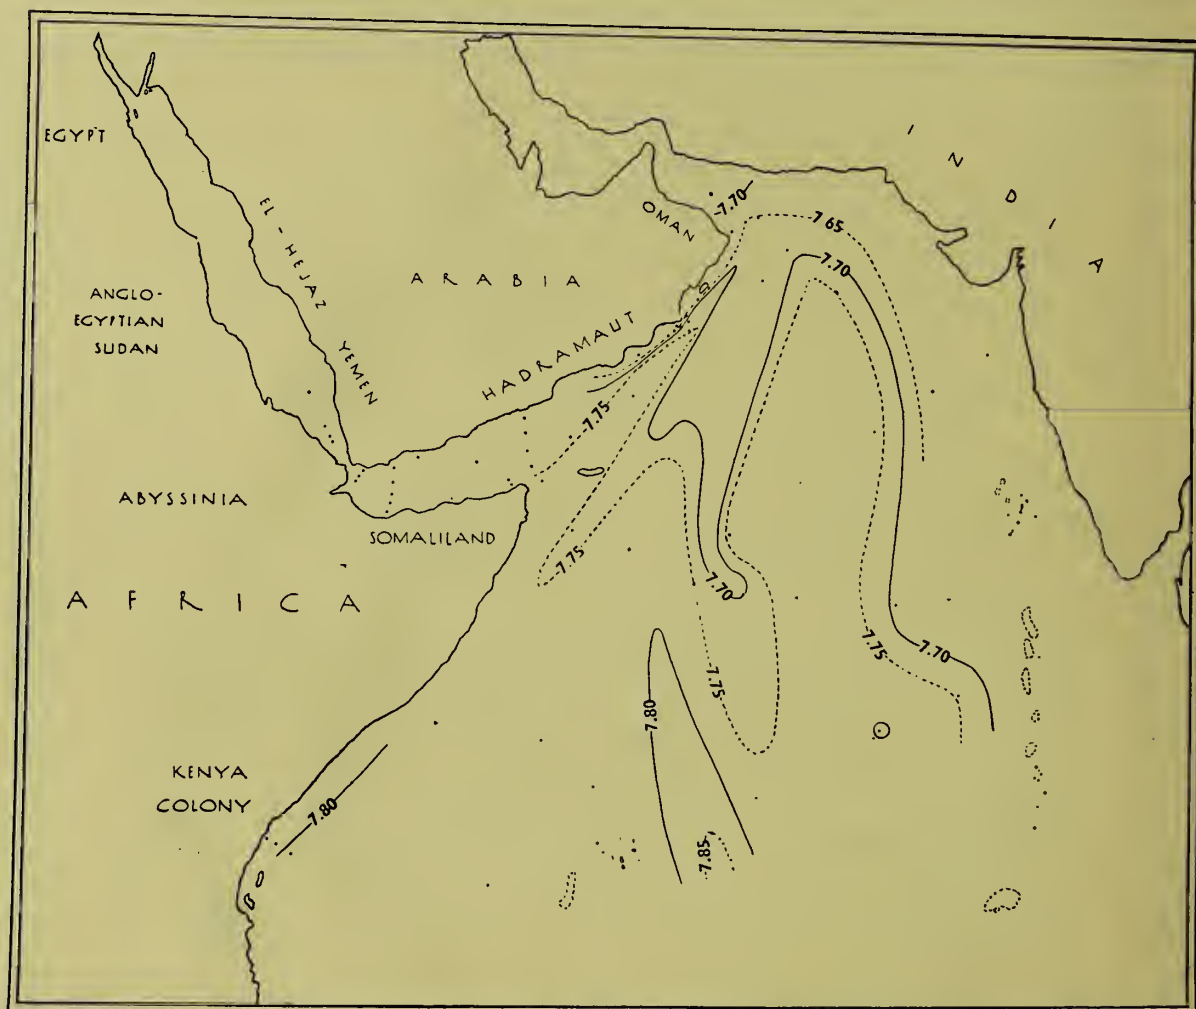 EGYPT
INDIA
-7.70-
OMAN
-7.65-
EL-HEJAZ
ARABIA
7.70
ANGLO-
EGYPTIAN
SUDAN
YEMEN
HADRAMAUT
-7.75-
ABYSSINIA
SOMALILAND
-7.75-
7.70
AFRICA
-7.75-
-7.70-
-7.75-
7.80
KENYA
COLONY
-7.80-
-7.85-